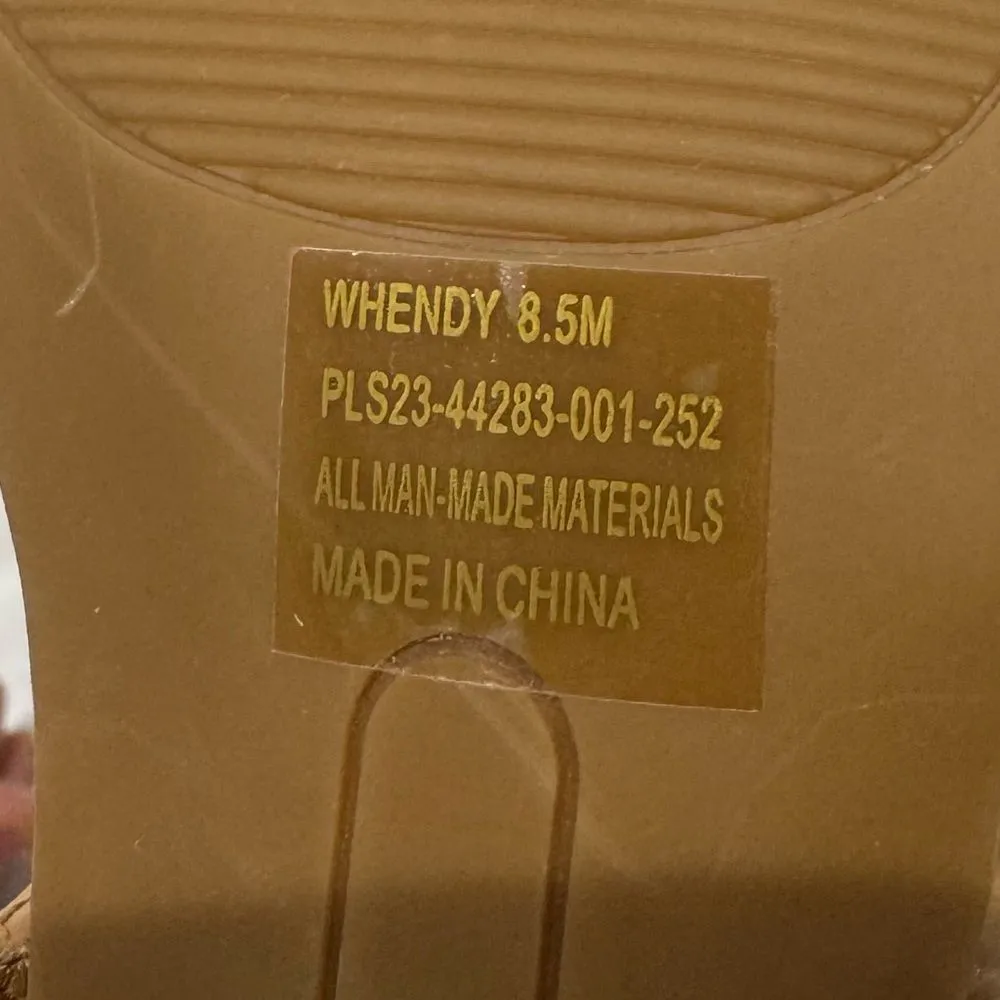 WHENDY 8.5M
PLS23-44283-001-252
ALL MAN-MADE MATERIALS
MADE IN CHINA